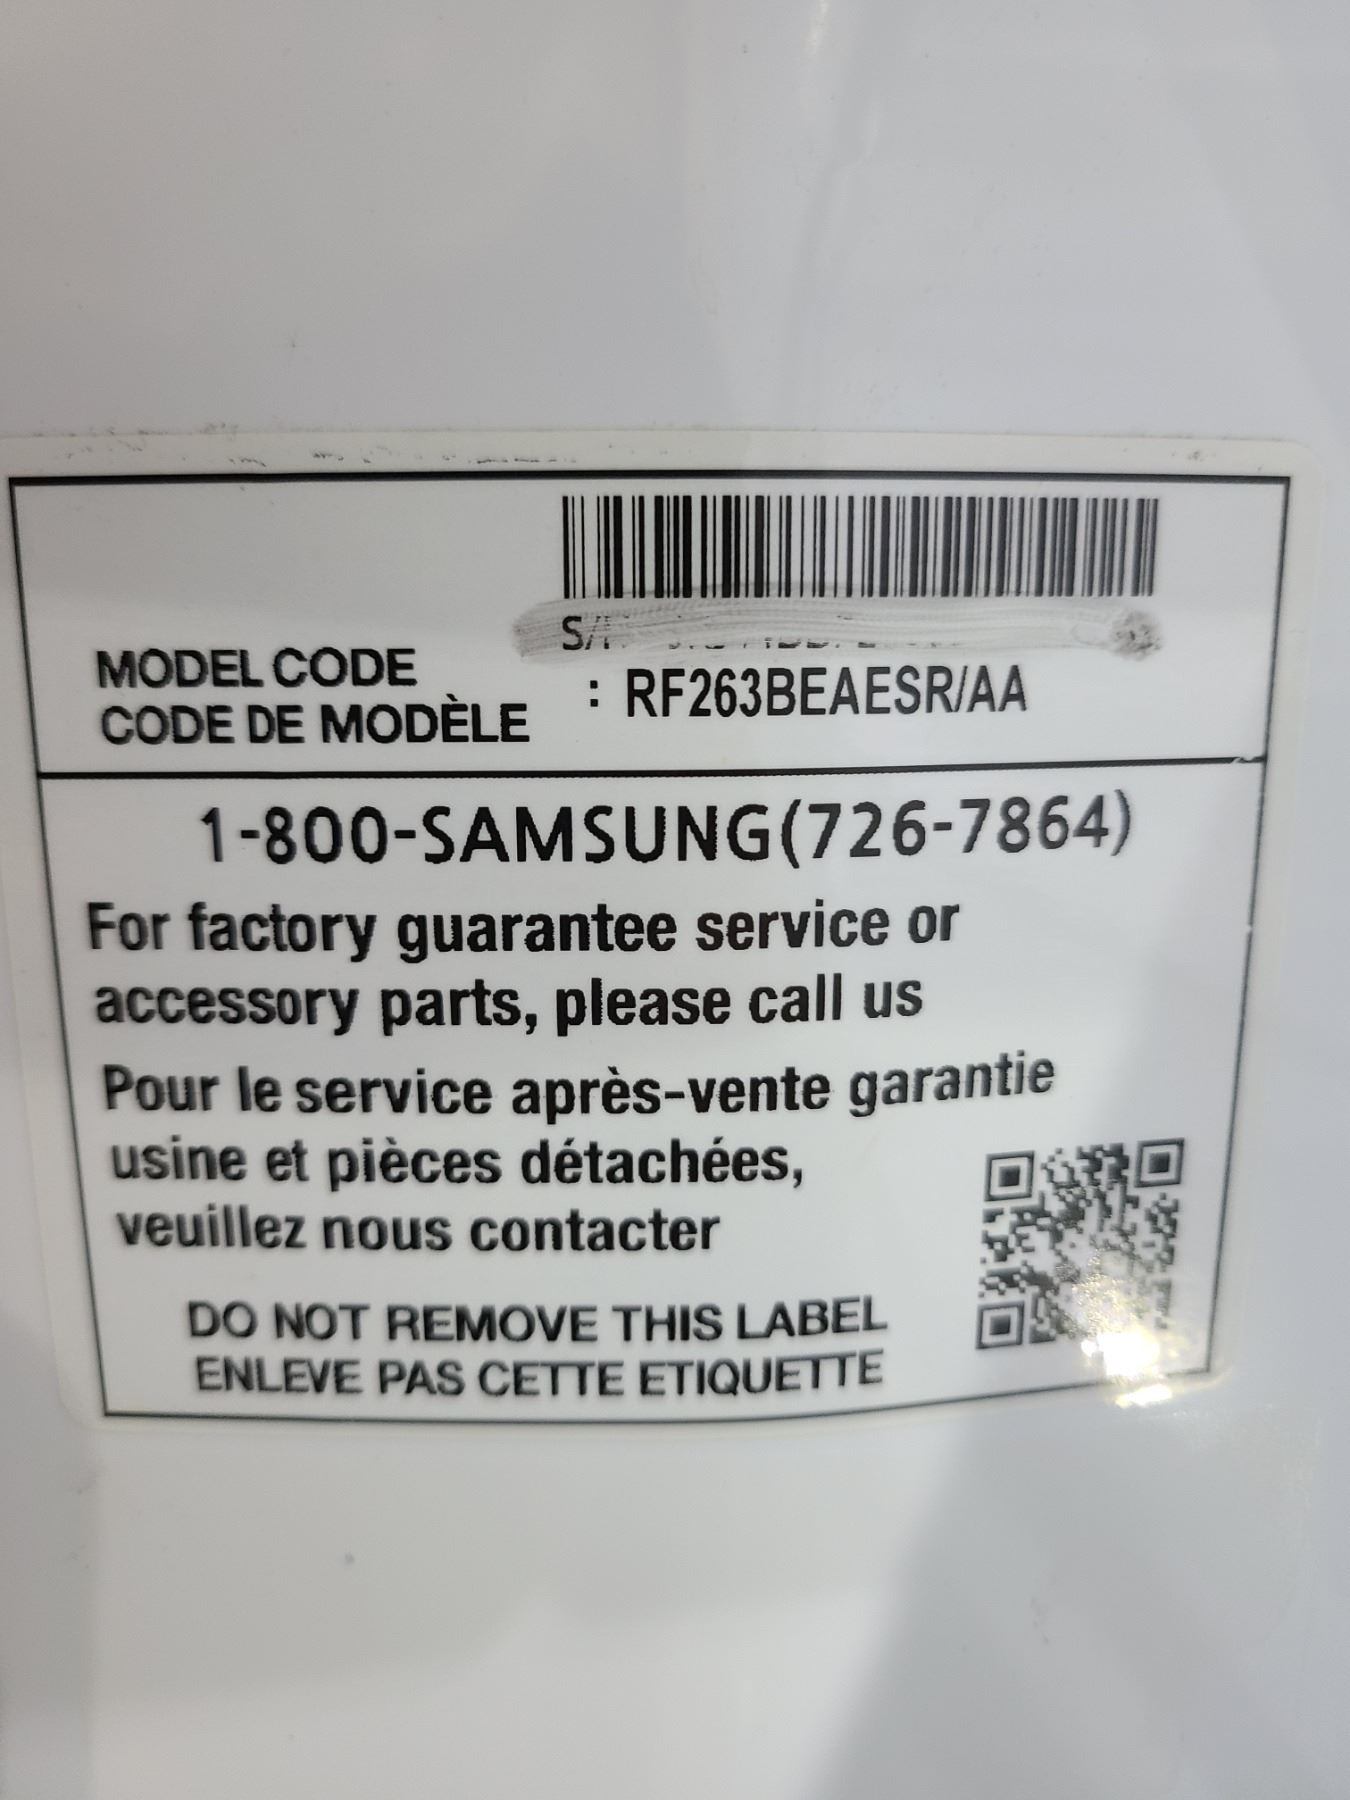 MODEL CODE
CODE DE MODÈLE
: RF263BEAESR/AA
1-800-SAMSUNG(726-7864)
For factory guarantee service or
accessory parts, please call us
Pour le service après-vente garantie
usine et pièces détachées,
veuillez nous contacter
DO NOT REMOVE THIS LABEL
ENLEVE PAS CETTE ETIQUETTE